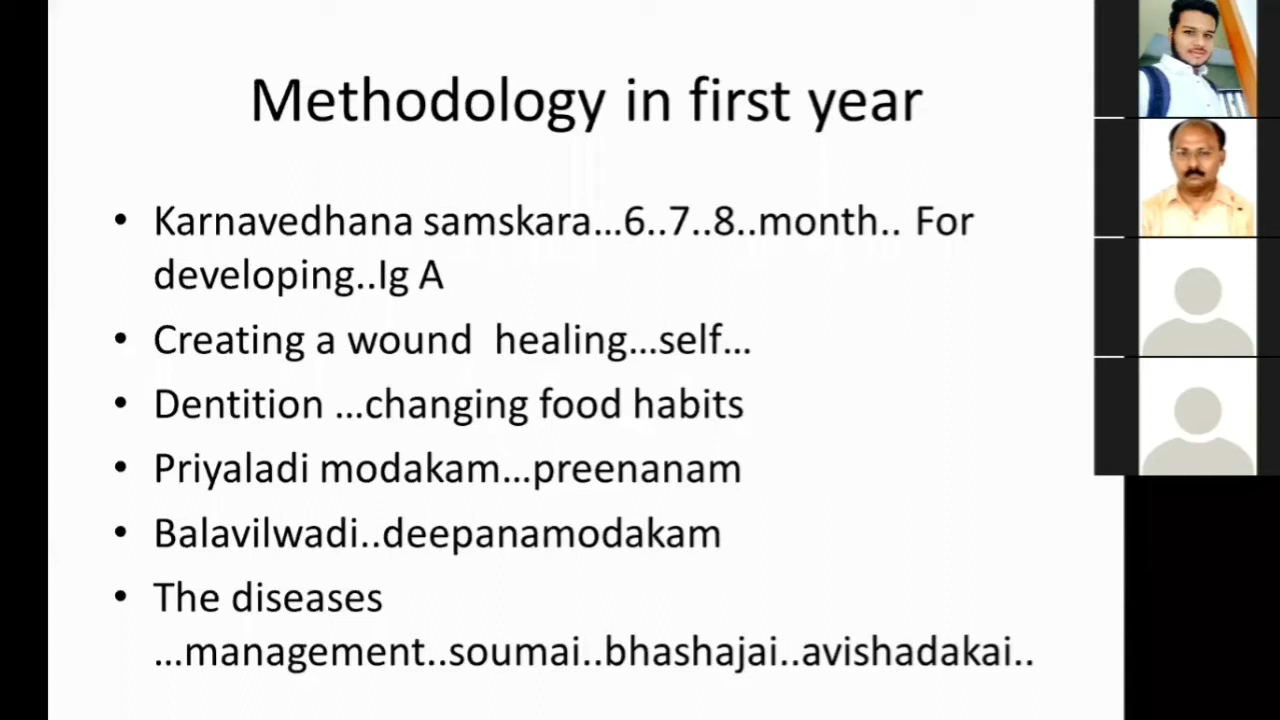 Methodology in first year
• Karnavedhana samskara...6..7..8..month.. For
developing..Ig A
• Creating a wound  healing...self...
• Dentition ...changing food habits
• Priyaladi modakam...preenanam
• Balavilwadi..deepanamodakam
• The diseases
...management..soumai..bhashajai..avishadakai..